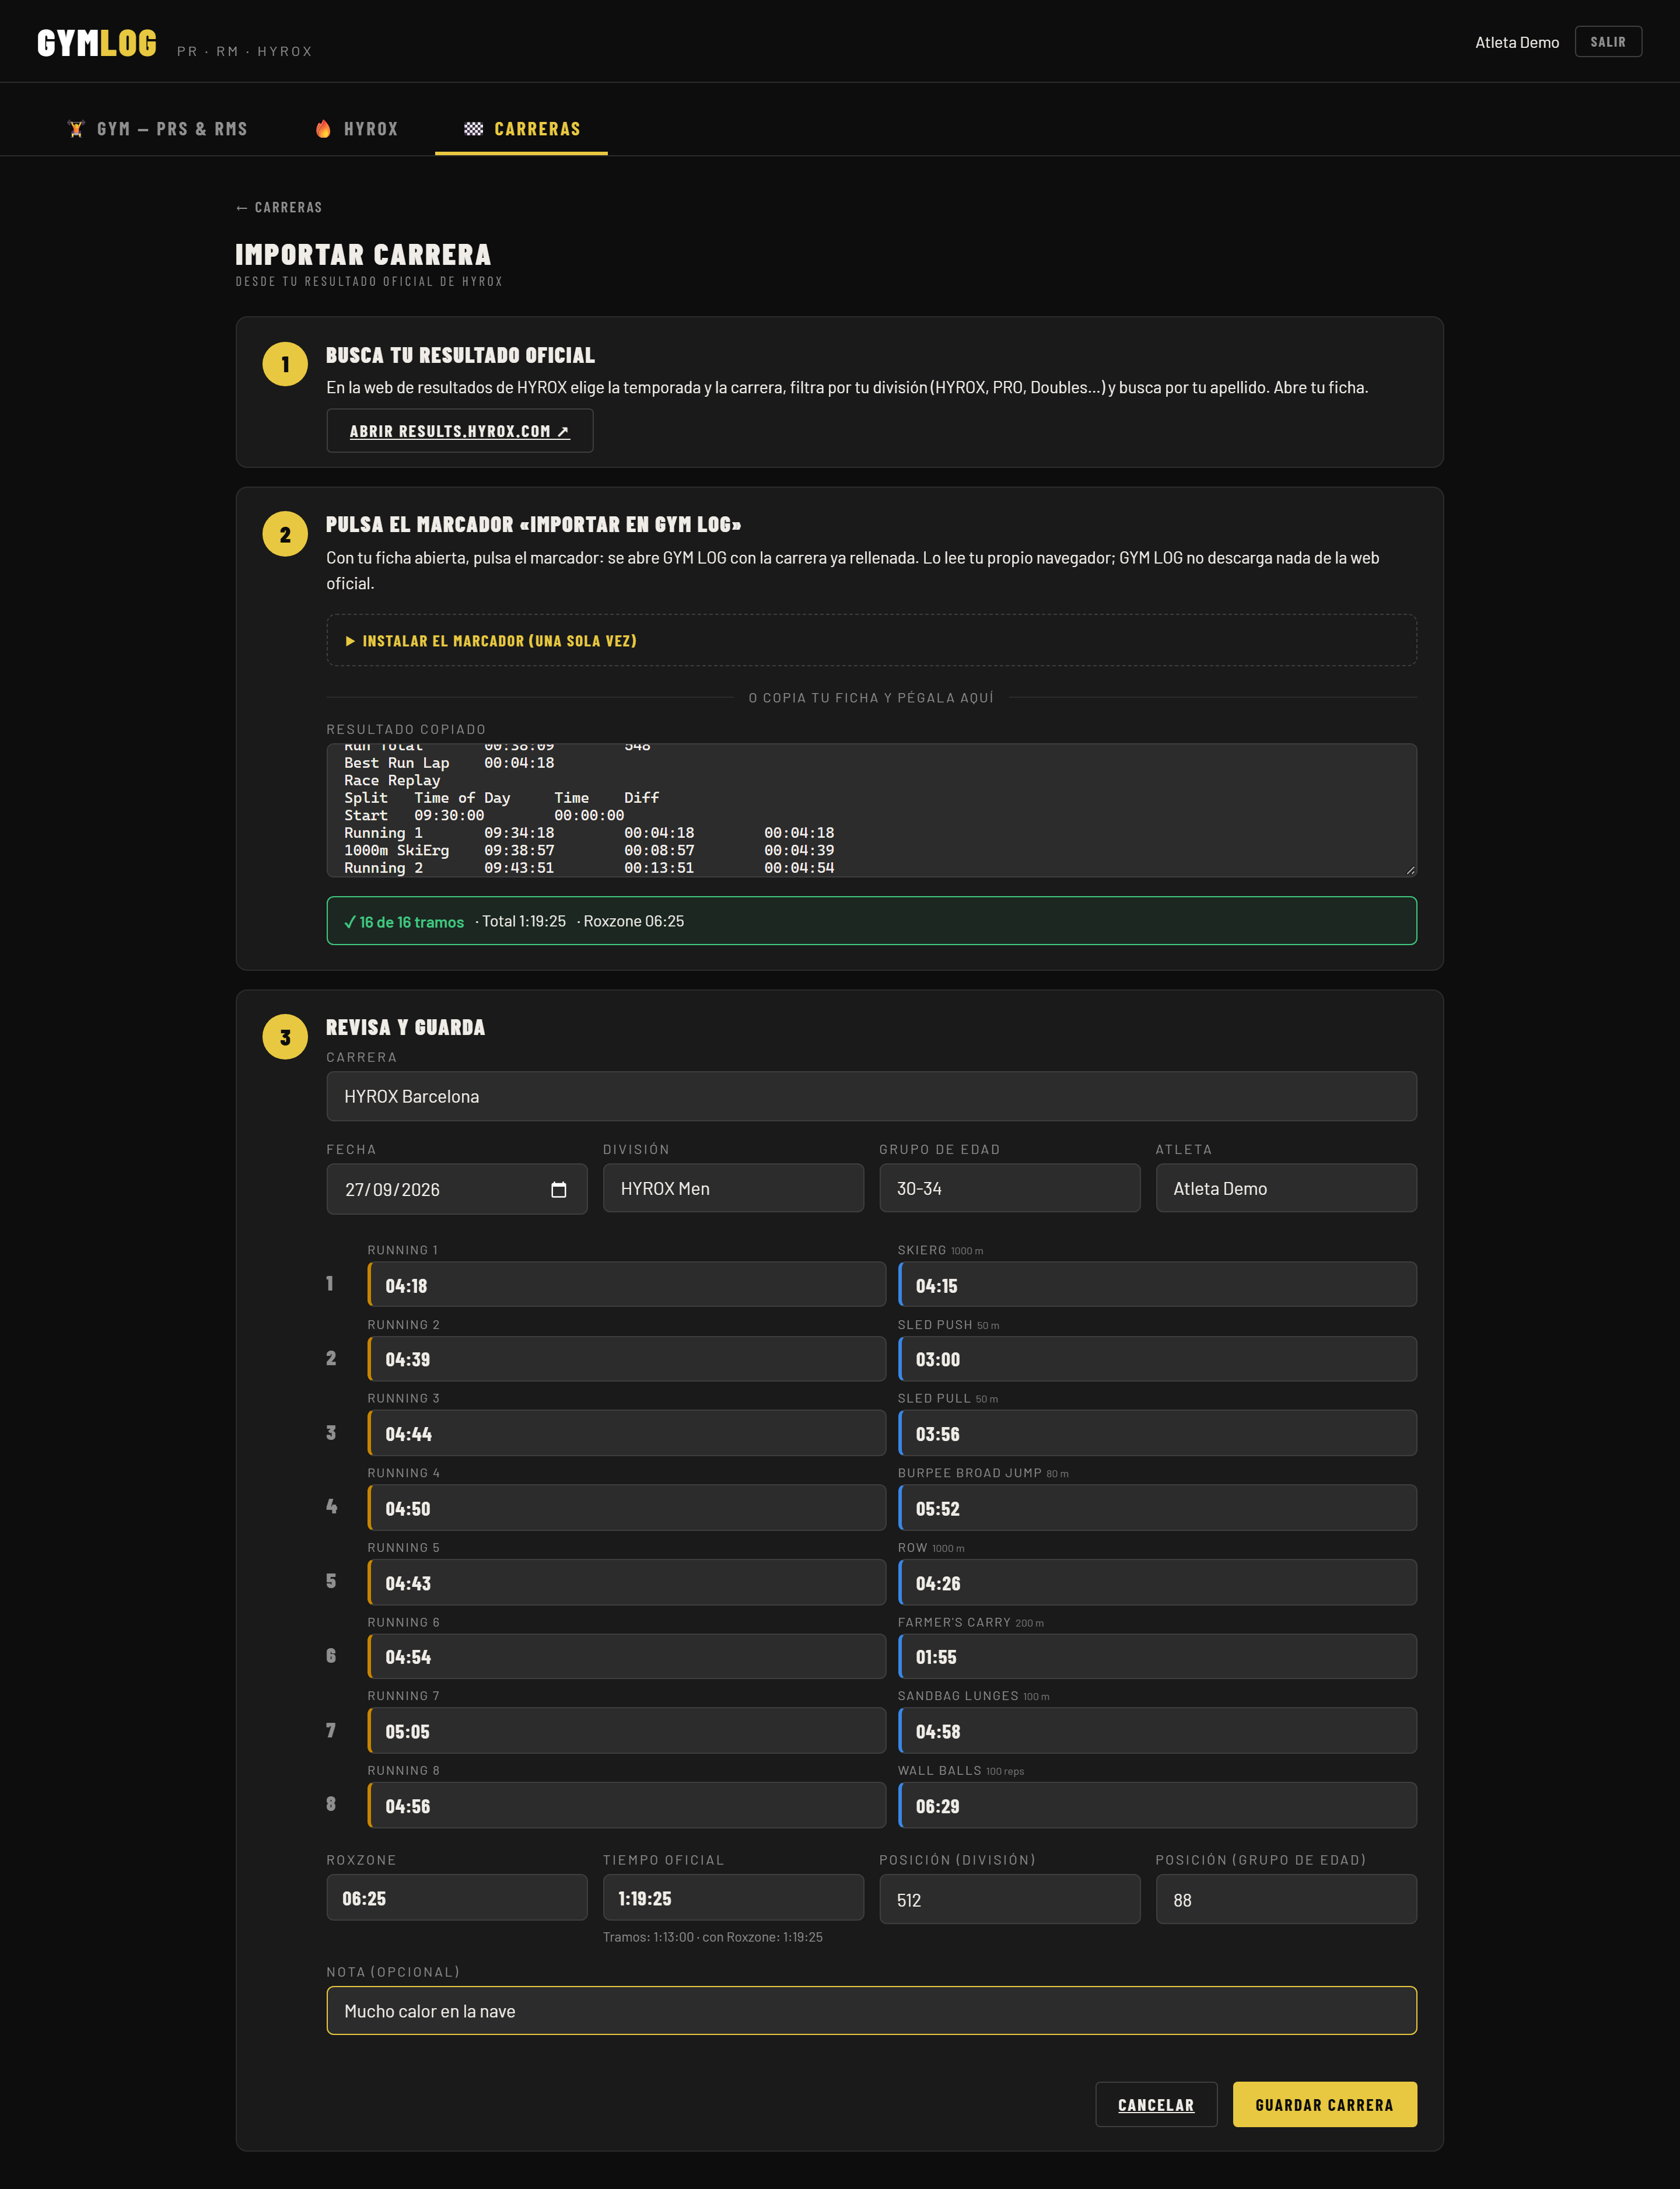 GYMLOG PR · RM · HYROX
Atleta Demo
SALIR
GYM — PRS & RMS
HYROX
CARRERAS
← CARRERAS
IMPORTAR CARRERA
DESDE TU RESULTADO OFICIAL DE HYROX
1
BUSCA TU RESULTADO OFICIAL
En la web de resultados de HYROX elige la temporada y la carrera, filtra por tu división (HYROX, PRO, Doubles...) y busca por tu apellido. Abre tu ficha.
ABRIR RESULTS.HYROX.COM ↗
2
PULSA EL MARCADOR «IMPORTAR EN GYM LOG»
Con tu ficha abierta, pulsa el marcador: se abre GYM LOG con la carrera ya rellenada. Lo lee tu propio navegador; GYM LOG no descarga nada de la web
oficial.
▶ INSTALAR EL MARCADOR (UNA SOLA VEZ)
O COPIA TU FICHA Y PÉGALA AQUÍ
RESULTADO COPIADO
Run Total 00:38:09 548
Best Run Lap 00:04:18
Race Replay
Split Time of Day Time Diff
Start 09:30:00 00:00:00
Running 1 09:34:18 00:04:18 00:04:18
1000m SkiErg 09:38:57 00:08:57 00:04:39
Running 2 09:43:51 00:13:51 00:04:54
✓ 16 de 16 tramos · Total 1:19:25 · Roxzone 06:25
3
REVISA Y GUARDA
CARRERA
HYROX Barcelona
FECHA DIVISIÓN GRUPO DE EDAD ATLETA
27/09/2026 HYROX Men 30-34 Atleta Demo
RUNNING 1 SKIERG 1000 m
1 04:18 04:15
RUNNING 2 SLED PUSH 50 m
2 04:39 03:00
RUNNING 3 SLED PULL 50 m
3 04:44 03:56
RUNNING 4 BURPEE BROAD JUMP 80 m
4 04:50 05:52
RUNNING 5 ROW 1000 m
5 04:43 04:26
RUNNING 6 FARMER'S CARRY 200 m
6 04:54 01:55
RUNNING 7 SANDBAG LUNGES 100 m
7 05:05 04:58
RUNNING 8 WALL BALLS 100 reps
8 04:56 06:29
ROXZONE TIEMPO OFICIAL POSICIÓN (DIVISIÓN) POSICIÓN (GRUPO DE EDAD)
06:25 1:19:25 512 88
Tramos: 1:13:00 · con Roxzone: 1:19:25
NOTA (OPCIONAL)
Mucho calor en la nave
CANCELAR
GUARDAR CARRERA